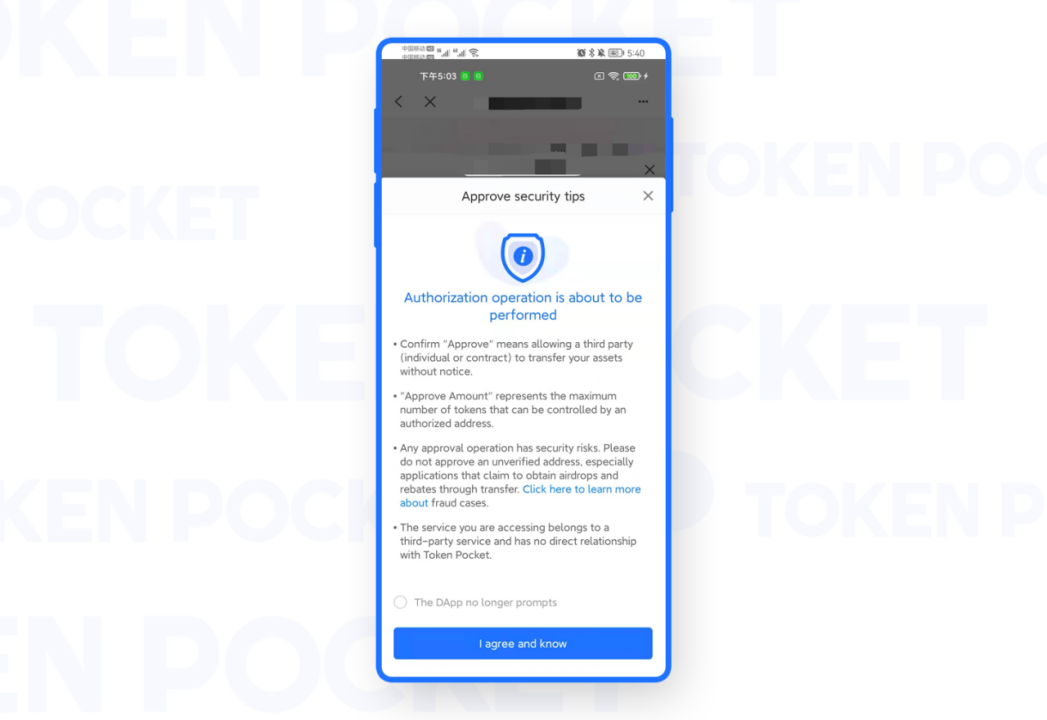 OKEN POCKET
中国移动 HD
中国移动 HD
5:40
下午5:03
100
TOKEN POC
POCKET
Approve security tips
Authorization operation is about to be
performed
• Confirm "Approve" means allowing a third party
(individual or contract) to transfer your assets
without notice.
• "Approve Amount" represents the maximum
number of tokens that can be controlled by an
authorized address.
• Any approval operation has security risks. Please
do not approve an unverified address, especially
applications that claim to obtain airdrops and
rebates through transfer. Click here to learn more
about fraud cases.
• The service you are accessing belongs to a
third-party service and has no direct relationship
with Token Pocket.
The DApp no longer prompts
I agree and know
TOKE
CKET
KEN POC
TOKEN P
EN POCKET